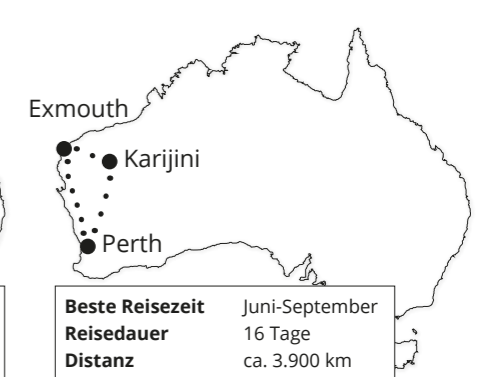 Exmouth
Karijini
Perth
Beste Reisezeit Juni-September
Reisedauer 16 Tage
Distanz ca. 3.900 km